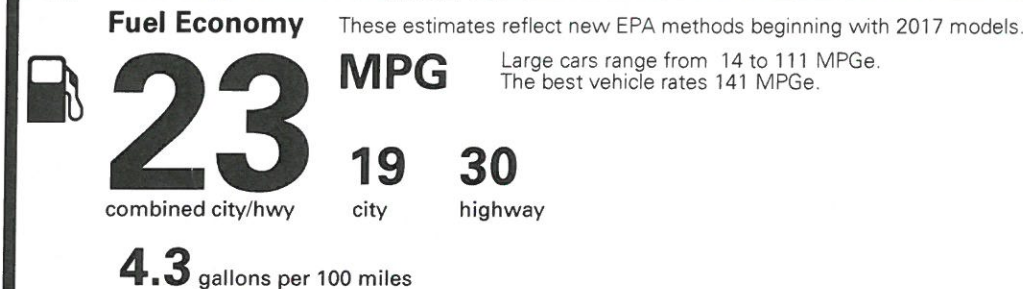 Fuel Economy
These estimates reflect new EPA methods beginning with 2017 models.
23 MPG
Large cars range from 14 to 111 MPGe.
The best vehicle rates 141 MPGe.
19 30
combined city/hwy city highway
4.3 gallons per 100 miles